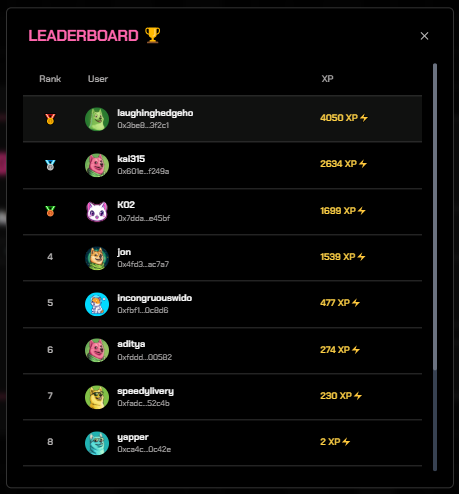 LEADERBOARD
Rank User XP
laughinghedgeho 4050 XP
0x3be8...3f2c1
kal315 2634 XP
0x601e...f249a
K02 1699 XP
0x7dda...e45bf
4 jon 1539 XP
0x4fd3...ac7a7
5 incongruouswido 477 XP
0xfbf1...0c8d6
6 aditya 274 XP
0xfddd...00582
7 speedylivery 230 XP
0xfadc...52c4b
8 yapper 2 XP
0xca4c...0c42e